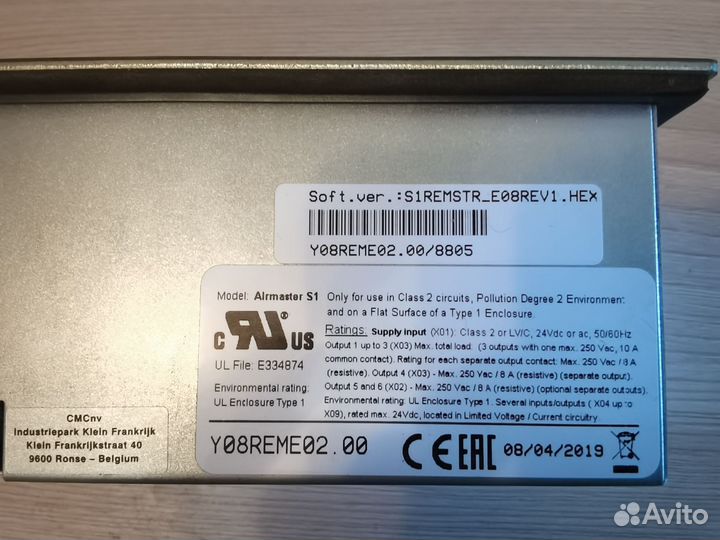 Soft.ver.:S1REMSTR_E08REV1.HEX
Y08REME02.00/8805
Model: Airmaster S1
Only for use in Class 2 circuits, Pollution Degree 2 Environment
and on a Flat Surface of a Type 1 Enclosure.
C RU ® US
UL File: E334874
Environmental rating:
UL Enclosure Type 1
Ratings: Supply input (X01): Class 2 or LV/C, 24Vdc or ac, 50/60Hz
Output 1 to 3 (X03) Max. total load. (3 outputs with one max. 250 Vac, 10 A
common contact). Rating for each separate output contact: Max. 250 Vac / 8 A
(resistive). Output 4 (X03) - Max. 250 Vac / 8 A (resistive) (separate output).
Output 5 and 6 (X02) - Max. 250 Vac / 8 A (resistive) (optional separate outputs).
Environmental rating: UL Enclosure Type 1. Several inputs/outputs ( X04 up to
X09), rated max. 24Vdc, located in Limited Voltage / Current circuitry
Y08REME02.00
CE EAC 08/04/2019
CMCnv
Industriepark Klein Frankrijk
Klein Frankrijkstraat 40
9600 Ronse – Belgium
Avito